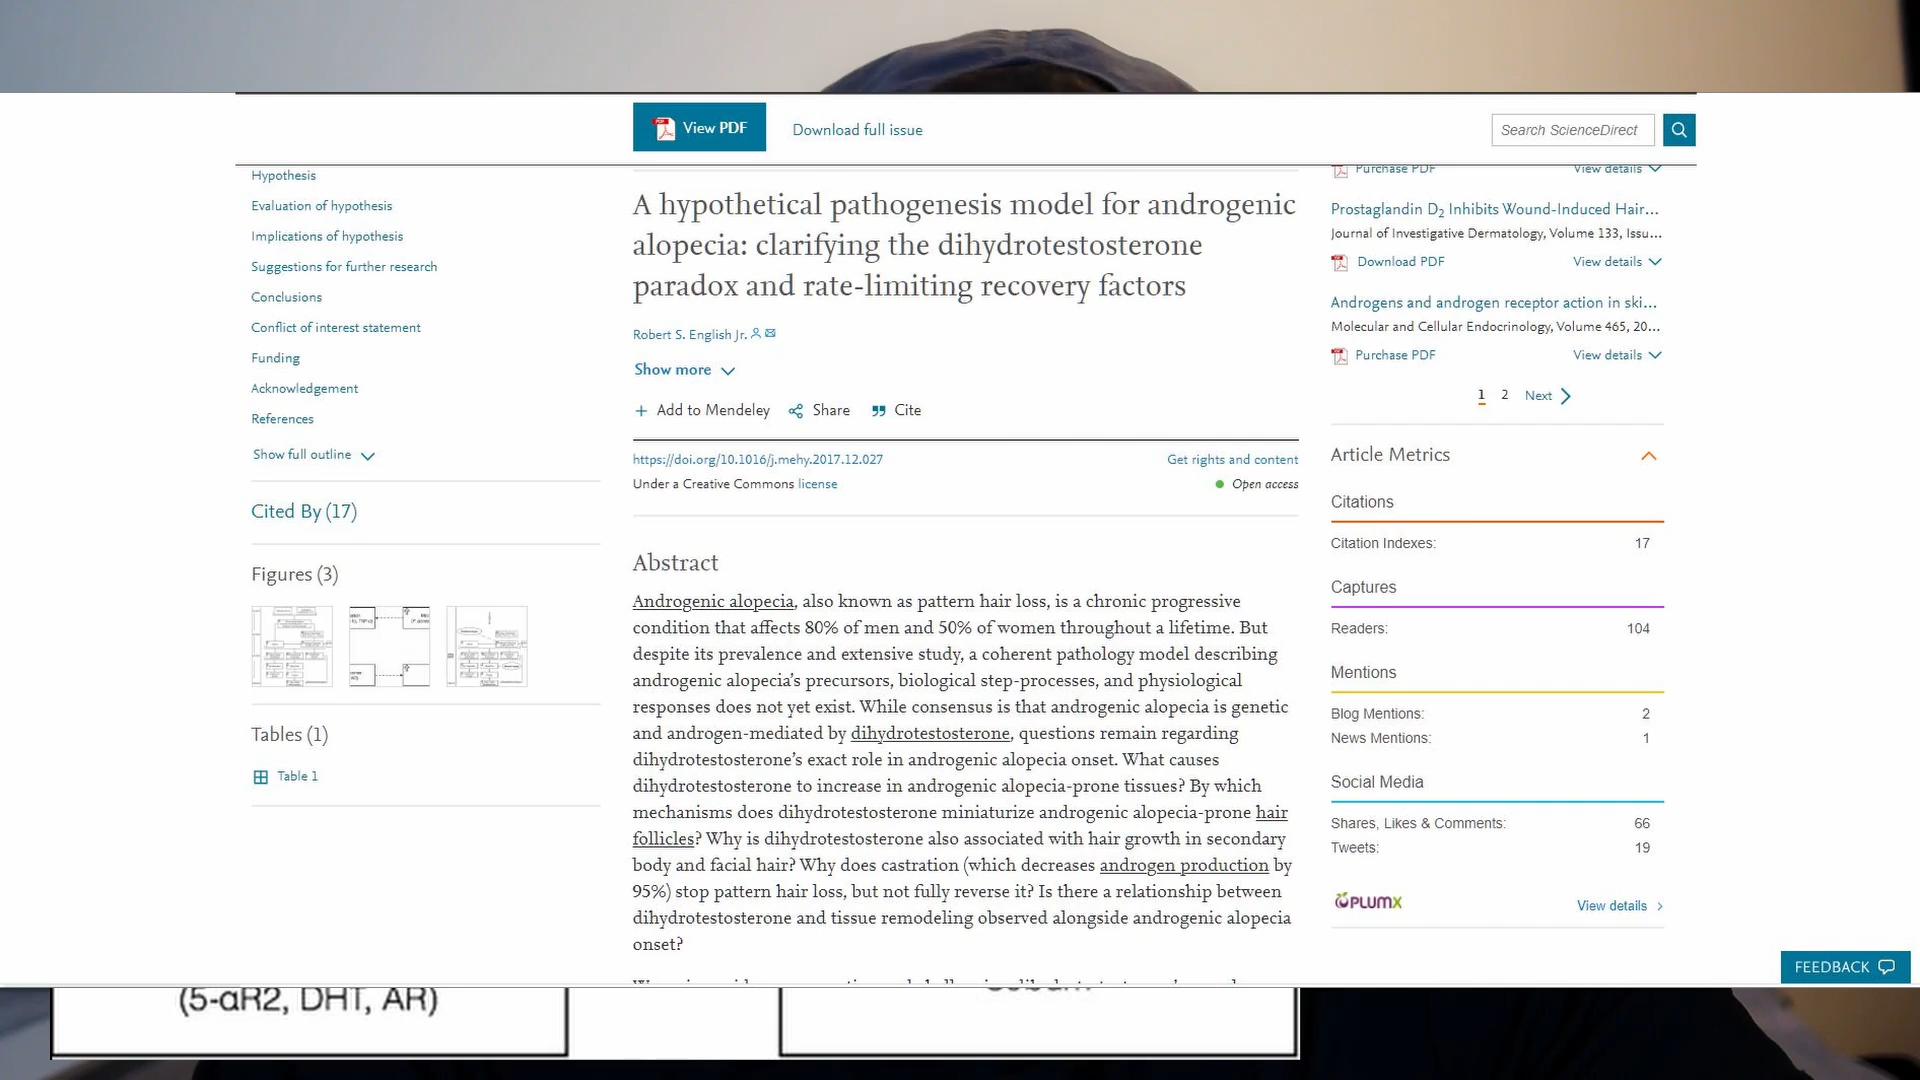 View PDF
Download full issue
Search ScienceDirect
Hypothesis
Evaluation of hypothesis
Implications of hypothesis
Suggestions for further research
Conclusions
Conflict of interest statement
Funding
Acknowledgement
References
Show full outline
Cited By (17)
Figures (3)
Tables (1)
Table 1
A hypothetical pathogenesis model for androgenic
alopecia: clarifying the dihydrotestosterone
paradox and rate-limiting recovery factors
Robert S. English Jr.
Show more
Add to Mendeley Share Cite
https://doi.org/10.1016/j.mehy.2017.12.027 Get rights and content
Under a Creative Commons license Open access
Abstract
Androgenic alopecia, also known as pattern hair loss, is a chronic progressive
condition that affects 80% of men and 50% of women throughout a lifetime. But
despite its prevalence and extensive study, a coherent pathology model describing
androgenic alopecia’s precursors, biological step-processes, and physiological
responses does not yet exist. While consensus is that androgenic alopecia is genetic
and androgen-mediated by dihydrotestosterone, questions remain regarding
dihydrotestosterone’s exact role in androgenic alopecia onset. What causes
dihydrotestosterone to increase in androgenic alopecia-prone tissues? By which
mechanisms does dihydrotestosterone miniaturize androgenic alopecia-prone hair
follicles? Why is dihydrotestosterone also associated with hair growth in secondary
body and facial hair? Why does castration (which decreases androgen production by
95%) stop pattern hair loss, but not fully reverse it? Is there a relationship between
dihydrotestosterone and tissue remodeling observed alongside androgenic alopecia
onset?
Purchase PDF View details
Prostaglandin D2 Inhibits Wound-Induced Hair...
Journal of Investigative Dermatology, Volume 133, Issu...
Download PDF View details
Androgens and androgen receptor action in ski...
Molecular and Cellular Endocrinology, Volume 465, 20...
Purchase PDF View details
1 2 Next
Article Metrics
Citations
Citation Indexes: 17
Captures
Readers: 104
Mentions
Blog Mentions: 2
News Mentions: 1
Social Media
Shares, Likes & Comments: 66
Tweets: 19
PLUMX View details
FEEDBACK
(5-αR2, DHT, AR)